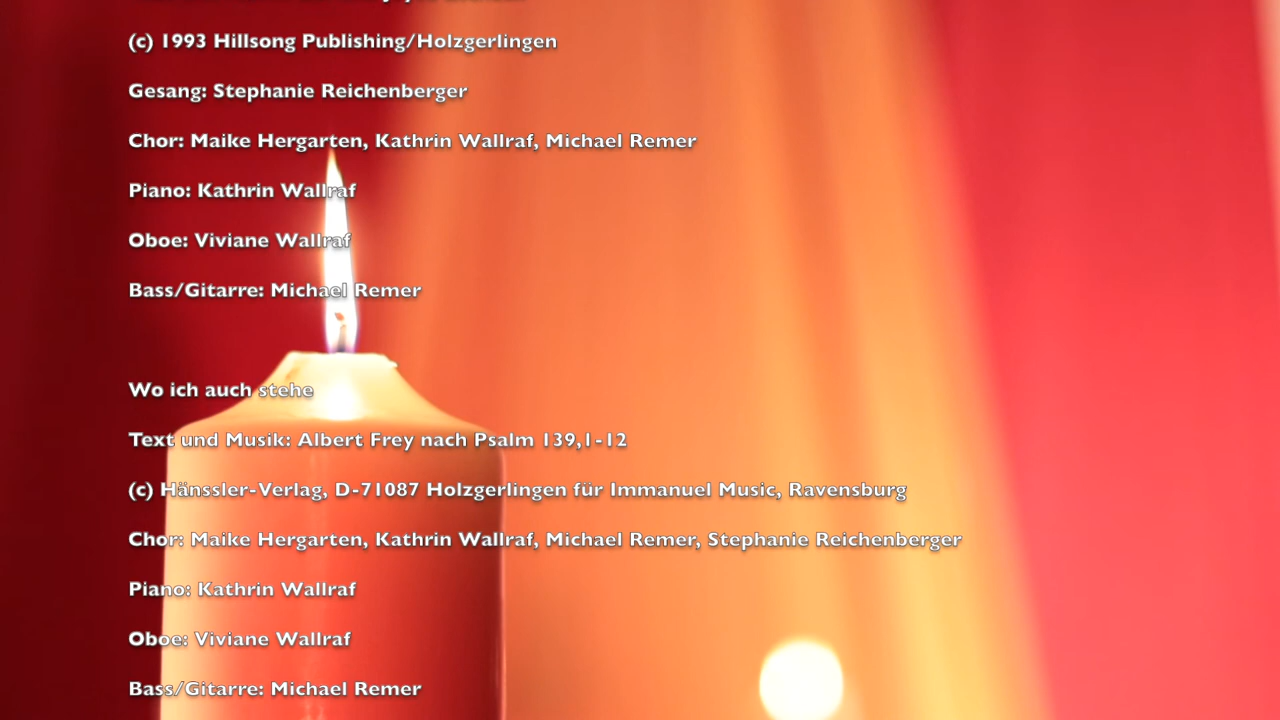 (c) 1993 Hillsong Publishing/Holzgerlingen
Gesang: Stephanie Reichenberger
Chor: Maike Hergarten, Kathrin Wallraf, Michael Remer
Piano: Kathrin Wallraf
Oboe: Viviane Wallraf
Bass/Gitarre: Michael Remer
Wo ich auch stehe
Text und Musik: Albert Frey nach Psalm 139,1-12
(c) Hänssler-Verlag, D-71087 Holzgerlingen für Immanuel Music, Ravensburg
Chor: Maike Hergarten, Kathrin Wallraf, Michael Remer, Stephanie Reichenberger
Piano: Kathrin Wallraf
Oboe: Viviane Wallraf
Bass/Gitarre: Michael Remer